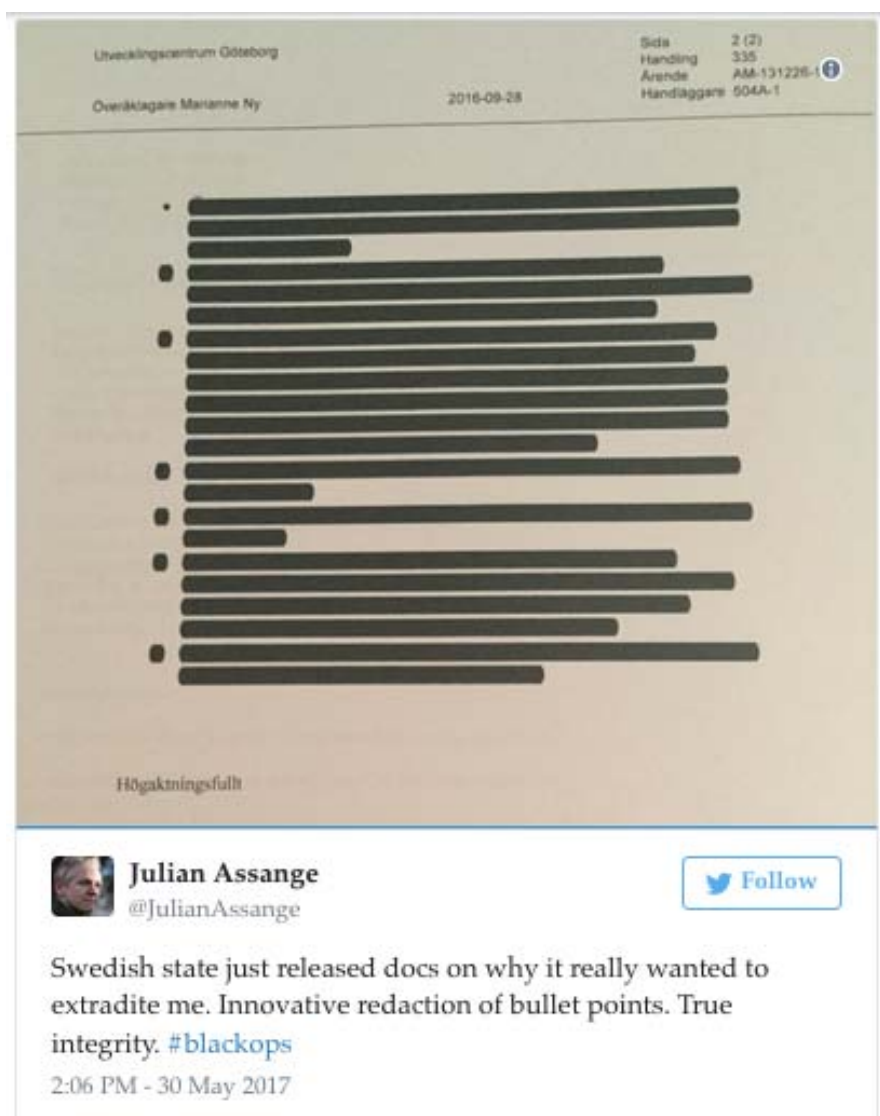 Utvecklingscentrum Göteborg
Sida 2 (2)
Handling 335
Ärende AM-131226-1
Överåklagare Marianne Ny 2016-09-28 Handläggare 504A-1
Högaktningsfullt
Julian Assange
@JulianAssange
Follow
Swedish state just released docs on why it really wanted to
extradite me. Innovative redaction of bullet points. True
integrity. #blackops
2:06 PM - 30 May 2017